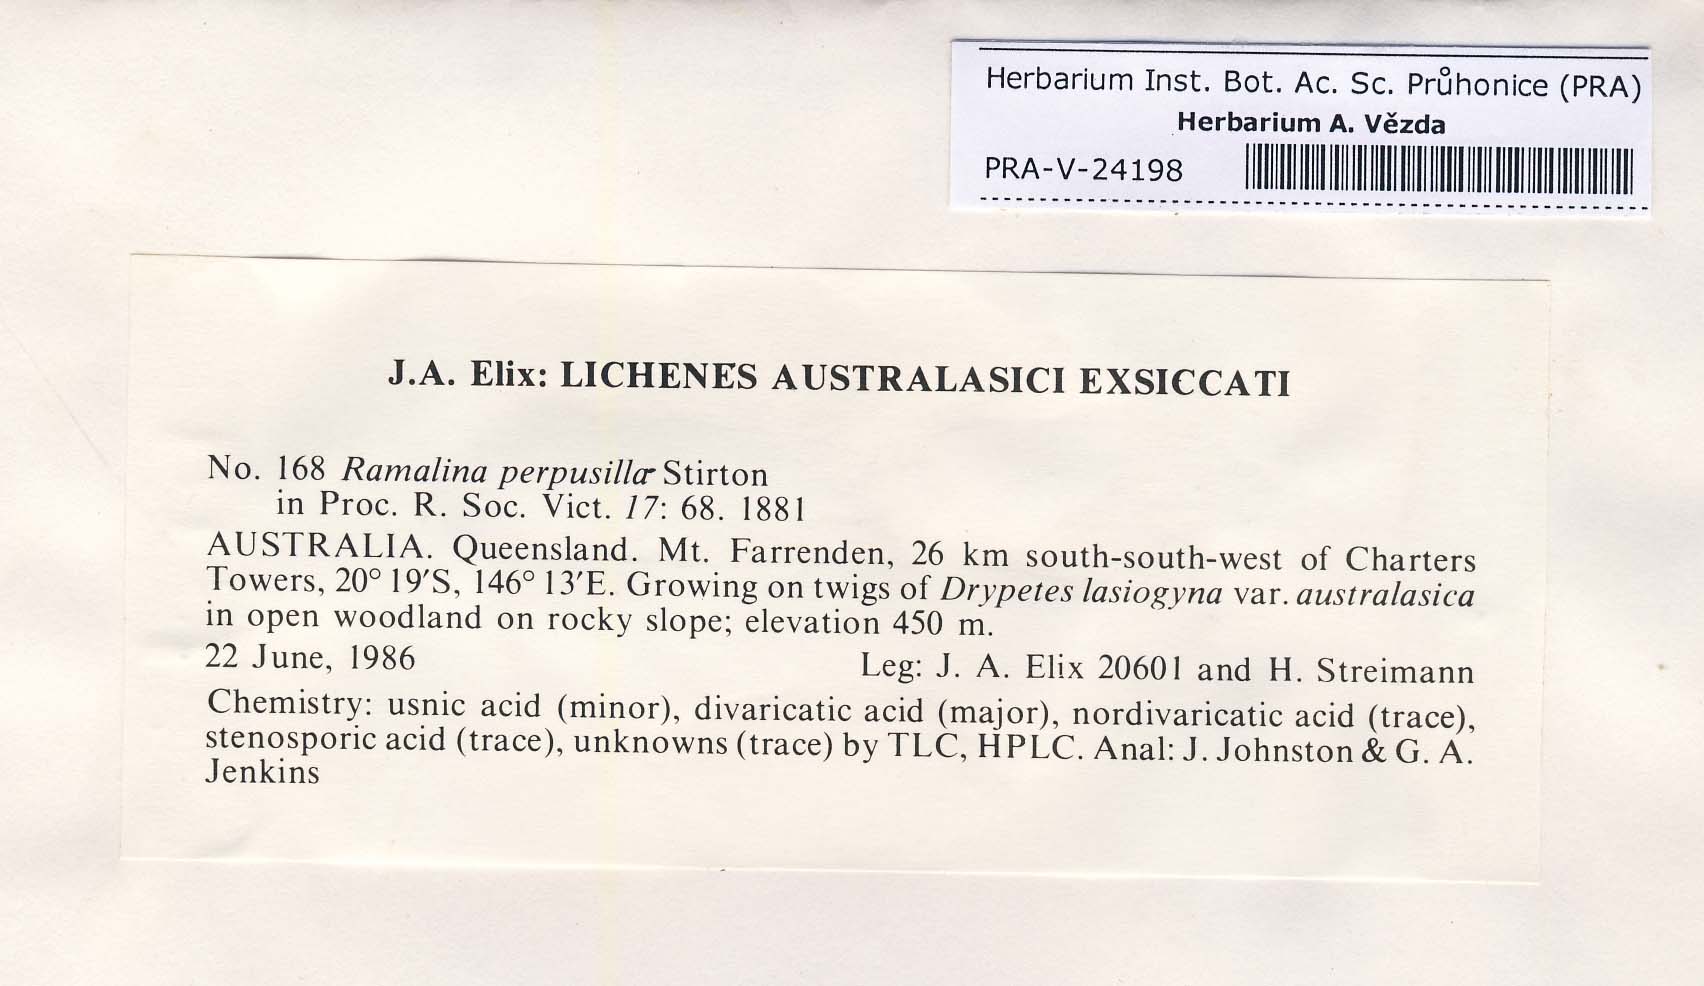 Herbarium Inst. Bot. Ac. Sc. Průhonice (PRA)
Herbarium A. Vězda
PRA-V-24198
J.A. Elix: LICHENES AUSTRALASICI EXSICCATI
No. 168 Ramalina perpusilla Stirton
in Proc. R. Soc. Vict. 17: 68. 1881
AUSTRALIA. Queensland. Mt. Farrenden, 26 km south-south-west of Charters
Towers, 20° 19′S, 146° 13′E. Growing on twigs of Drypetes lasiogyna var. australasica
in open woodland on rocky slope; elevation 450 m.
22 June, 1986 Leg: J. A. Elix 20601 and H. Streimann
Chemistry: usnic acid (minor), divaricatic acid (major), nordivaricatic acid (trace),
stenosporic acid (trace), unknowns (trace) by TLC, HPLC. Anal: J. Johnston & G. A.
Jenkins